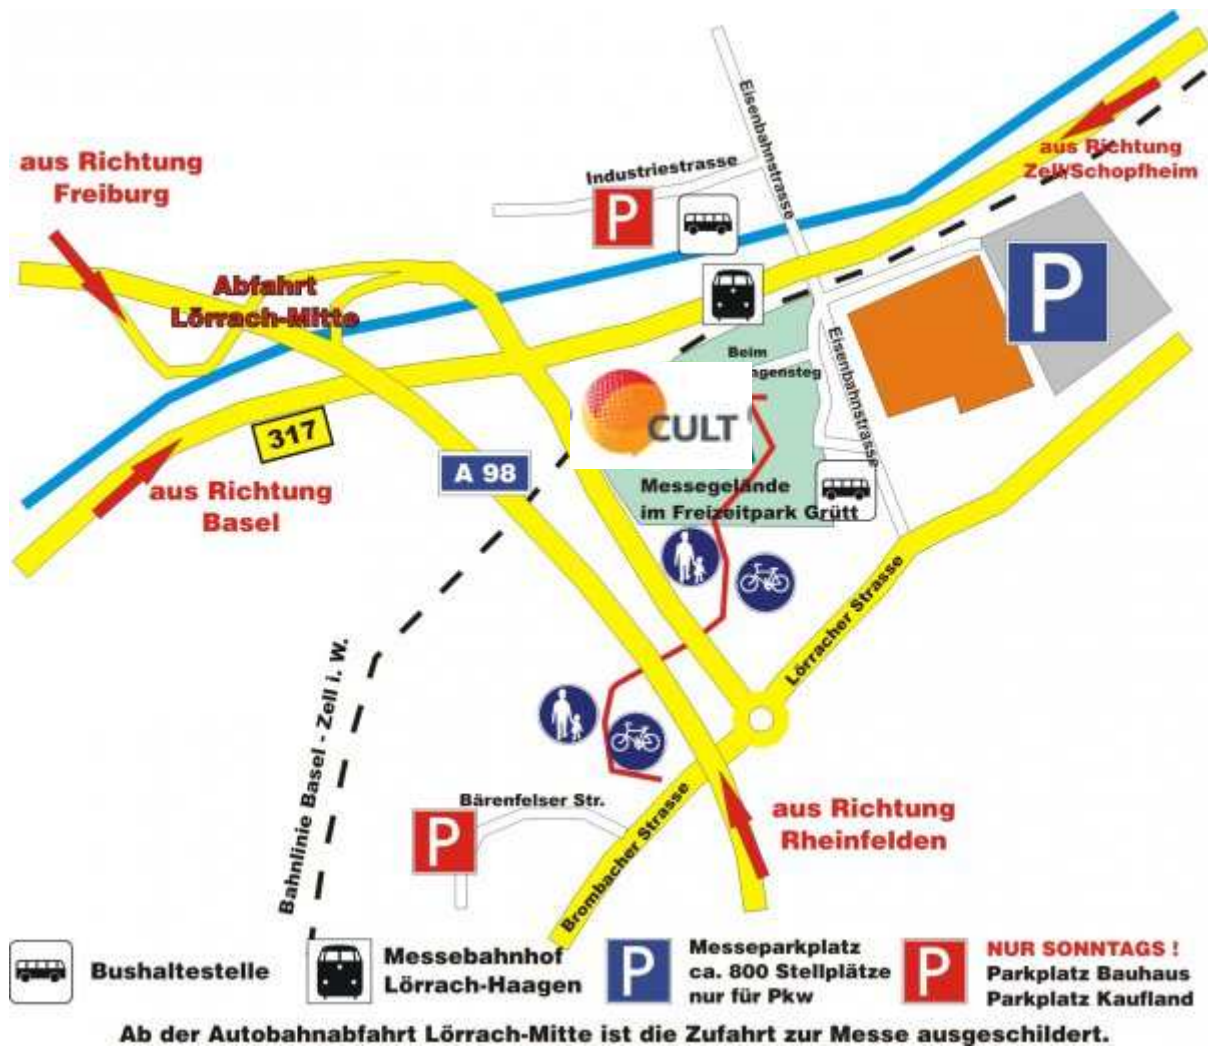 Eisenbahnstrasse
aus Richtung
Zell/Schopfheim
aus Richtung
Freiburg
Industriestrasse
P
P
Abfahrt
Lörrach-Mitte
Beim
Eisenbahnstrasse
CULT
317
A 98
aus Richtung
Basel
Messegelände
im Freizeitpark Grütt
Lörracher Strasse
Bahnlinie Basel - Zell i. W.
Bärenfelser Str.
P
Brombacher Strasse
aus Richtung
Rheinfelden
Bushaltestelle
Messebahnhof
Lörrach-Haagen
P
Messeparkplatz
ca. 800 Stellplätze
nur für Pkw
P
NUR SONNTAGS !
Parkplatz Bauhaus
Parkplatz Kaufland
Ab der Autobahnabfahrt Lörrach-Mitte ist die Zufahrt zur Messe ausgeschildert.